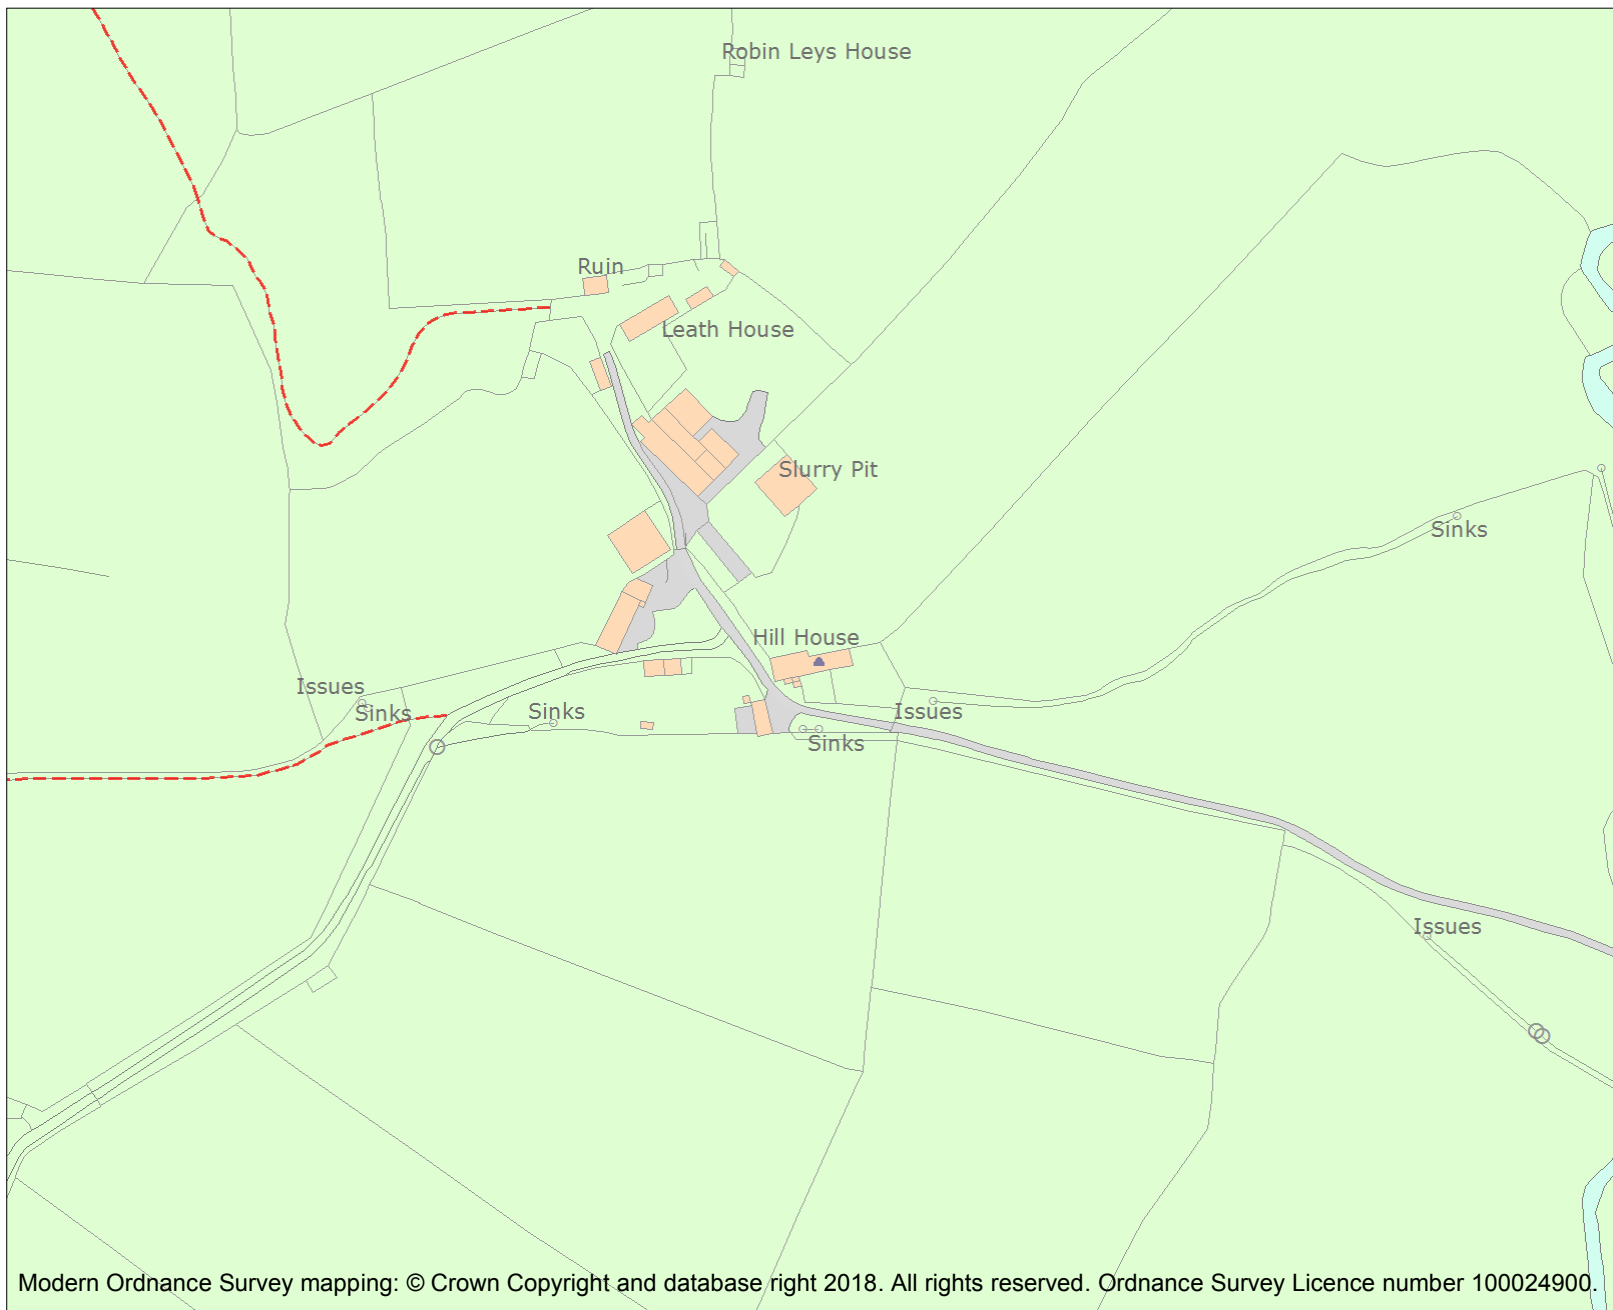 Robin Leys House
Ruin
Leath House
Slurry Pit
Sinks
Hill House
Issues
Sinks
Sinks
Issues
Sinks
Issues
Modern Ordnance Survey mapping: © Crown Copyright and database right 2018. All rights reserved. Ordnance Survey Licence number 100024900.